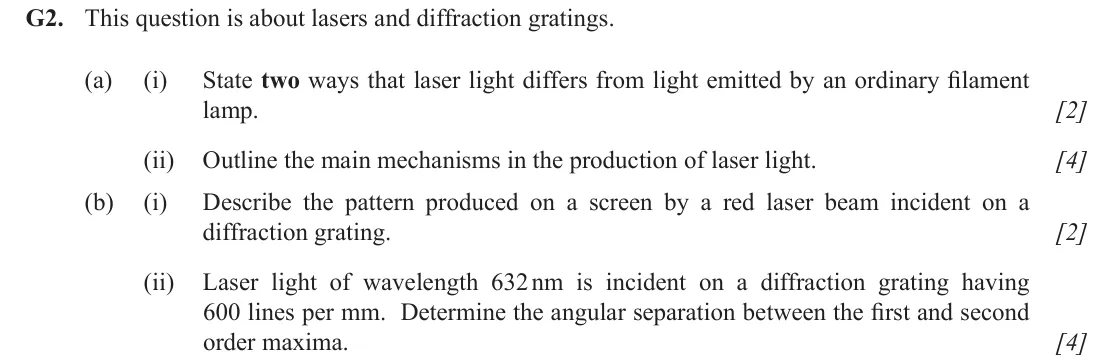 G2. This question is about lasers and diffraction gratings.
(a) (i) State two ways that laser light differs from light emitted by an ordinary filament
lamp. [2]
(ii) Outline the main mechanisms in the production of laser light. [4]
(b) (i) Describe the pattern produced on a screen by a red laser beam incident on a
diffraction grating. [2]
(ii) Laser light of wavelength 632 nm is incident on a diffraction grating having
600 lines per mm. Determine the angular separation between the first and second
order maxima. [4]